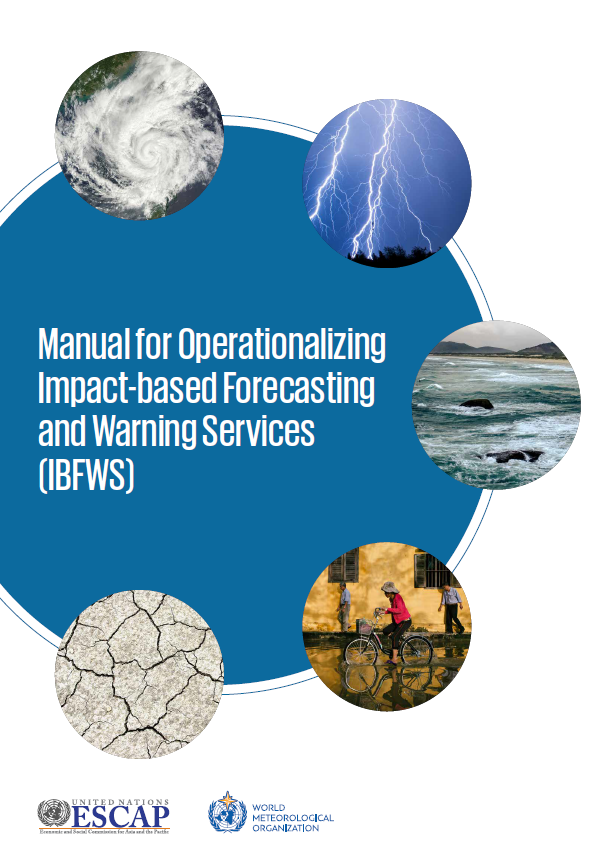 Manual for Operationalizing
Impact-based Forecasting
and Warning Services
(IBFWS)
UNITED NATIONS
ESCAP
Economic and Social Commission for Asia and the Pacific
WORLD
METEOROLOGICAL
ORGANIZATION